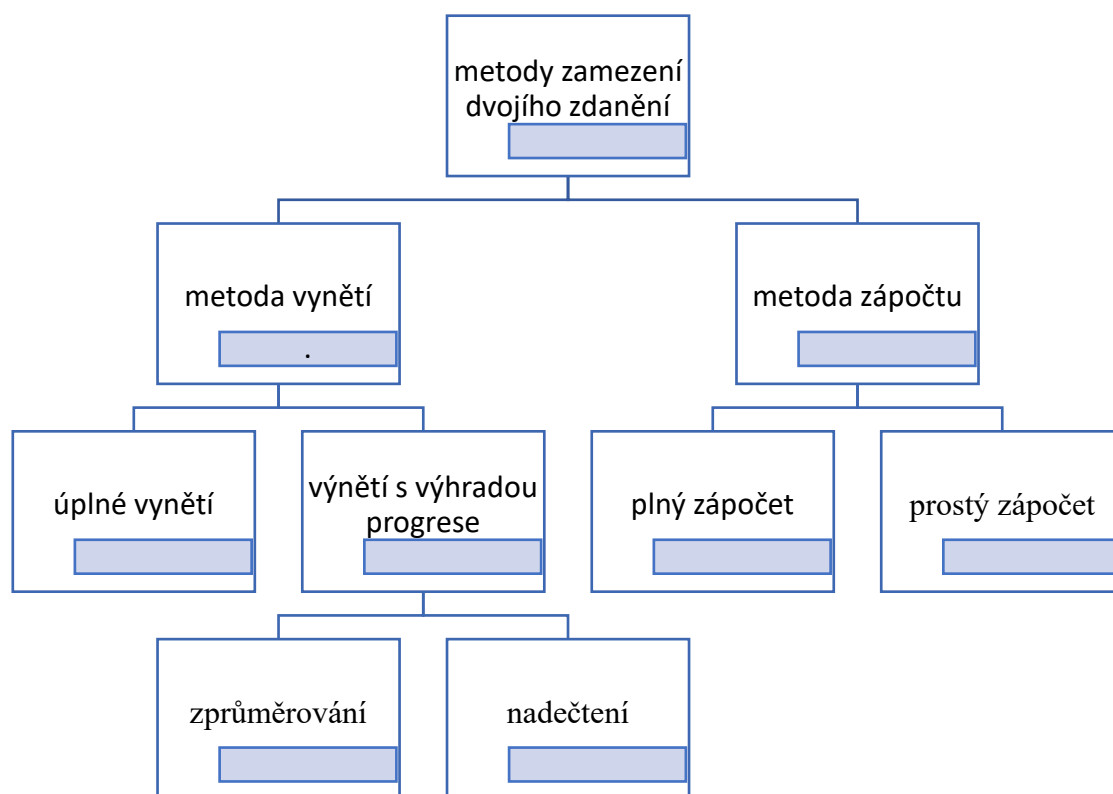 metody zamezení
dvojího zdanění
metoda vynětí
.
metoda zápočtu
úplné vynětí
výnětí s výhradou
progrese
plný zápočet
prostý zápočet
zprůměrování
nadečtení